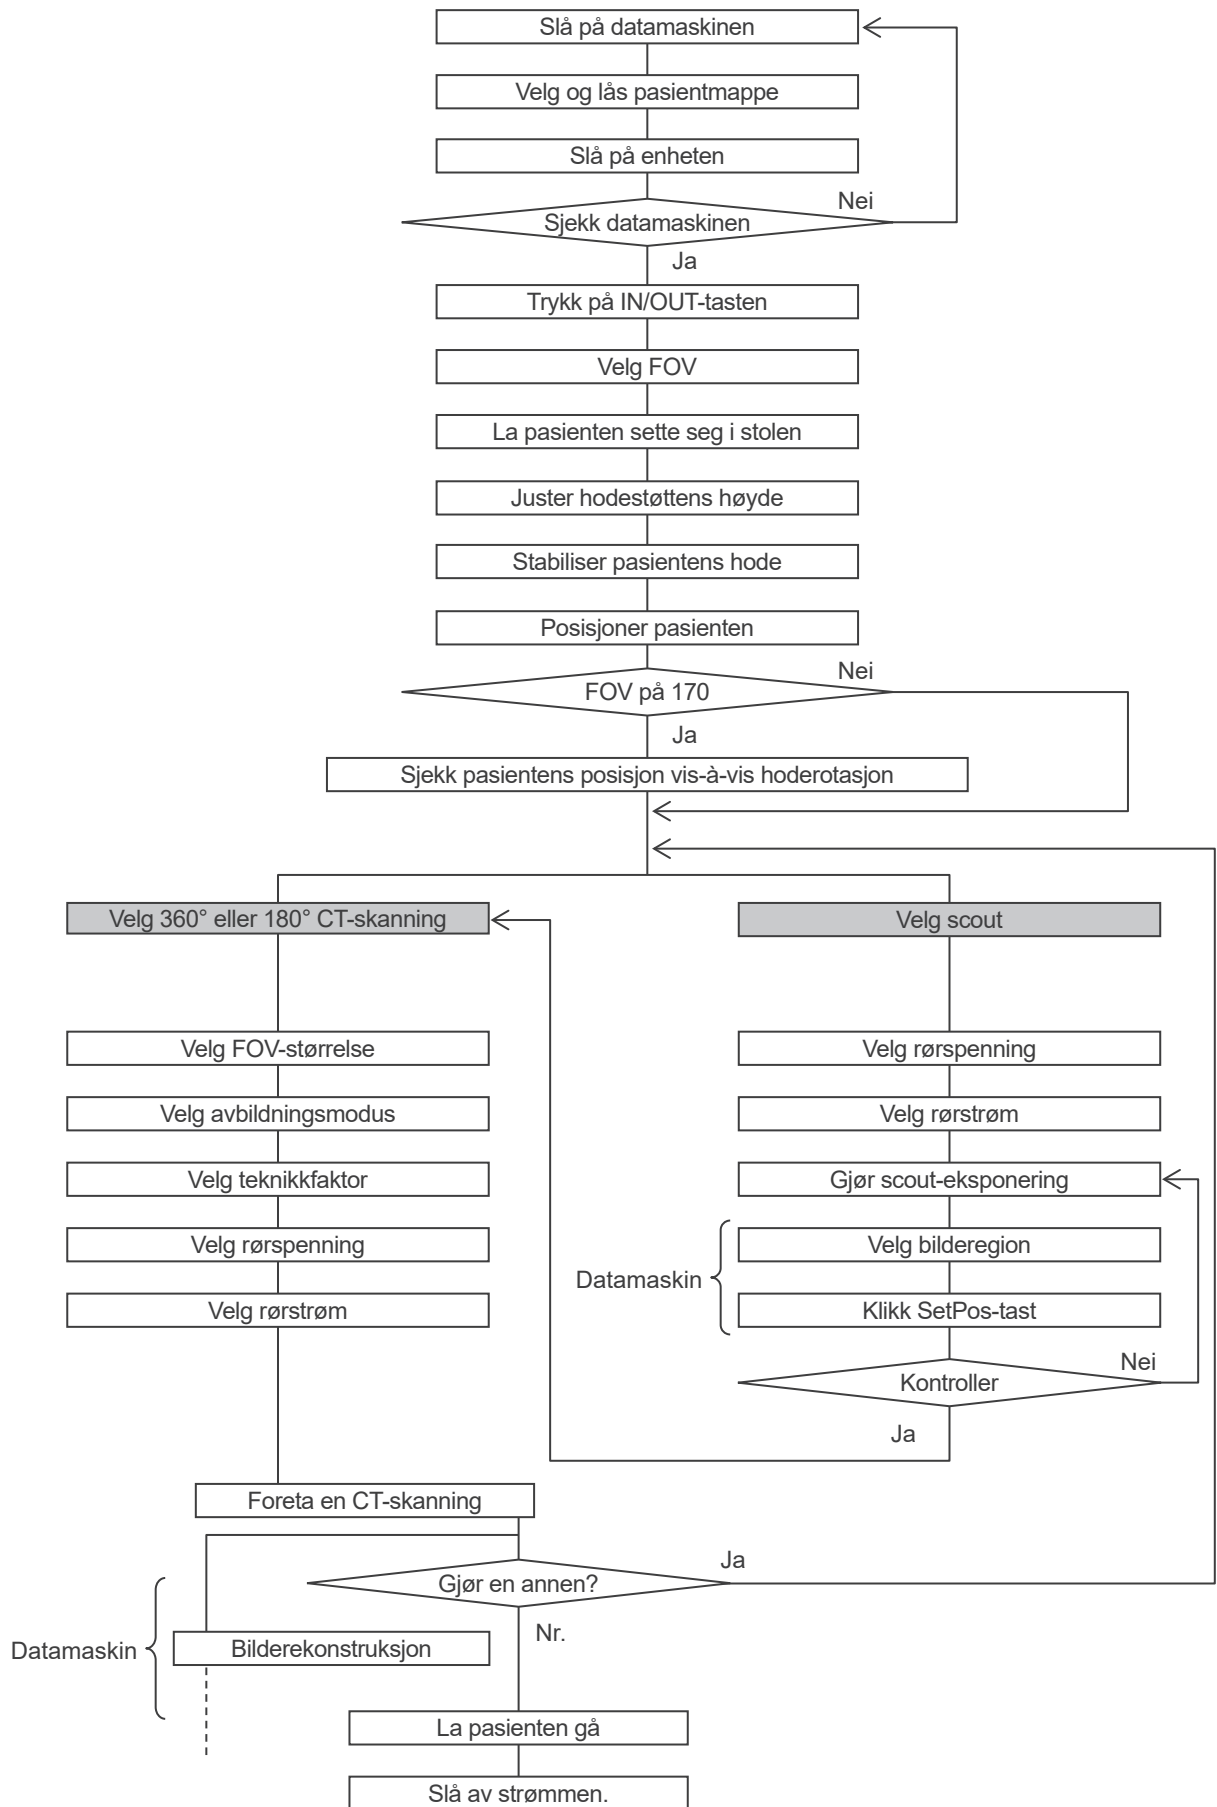 Slå på datamaskinen
Velg og lås pasientmappe
Slå på enheten
Nei
Sjekk datamaskinen
Ja
Trykk på IN/OUT-tasten
Velg FOV
La pasienten sette seg i stolen
Juster hodestøttens høyde
Stabiliser pasientens hode
Posisjoner pasienten
Nei
FOV på 170
Ja
Sjekk pasientens posisjon vis-à-vis hoderotasjon
Velg 360° eller 180° CT-skanning
Velg FOV-størrelse
Velg avbildningsmodus
Velg teknikkfaktor
Velg rørspenning
Velg rørstrøm
Velg scout
Velg rørspenning
Velg rørstrøm
Gjør scout-eksponering
Velg bilderegion
Datamaskin
Klikk SetPos-tast
Nei
Kontroller
Ja
Foreta en CT-skanning
Ja
Gjør en annen?
Nr.
Datamaskin
Bilderekonstruksjon
La pasienten gå
Slå av strømmen.